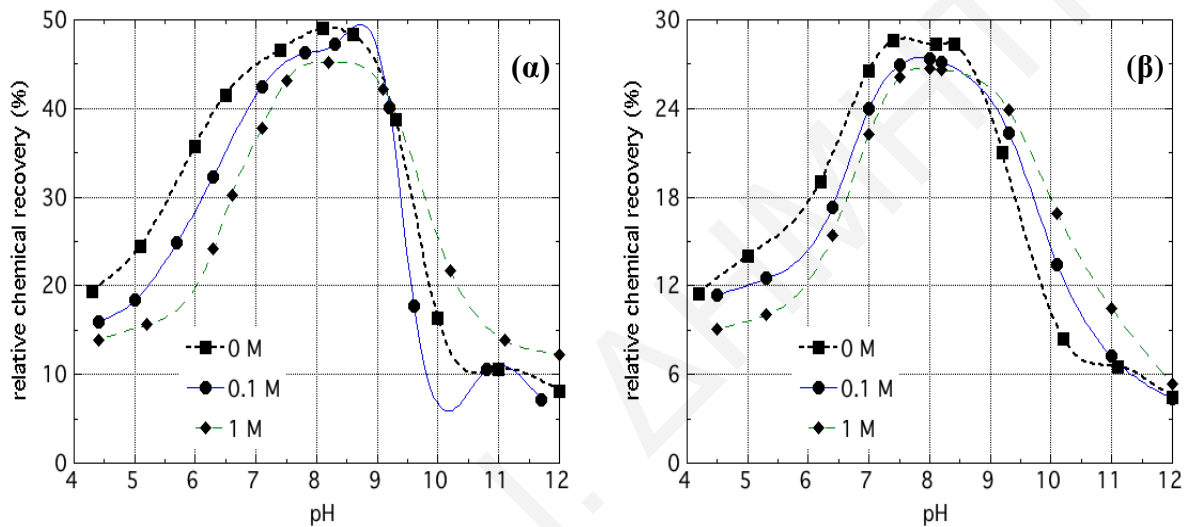 50
40
30
20
10
0
relative chemical recovery (%)
(α)
0 M
0.1 M
1 M
4 5 6 7 8 9 10 11 12
pH
30
24
18
12
6
0
relative chemical recovery (%)
(β)
0 M
0.1 M
1 M
4 5 6 7 8 9 10 11 12
pH
Ι. ΔΗΜΗΤ